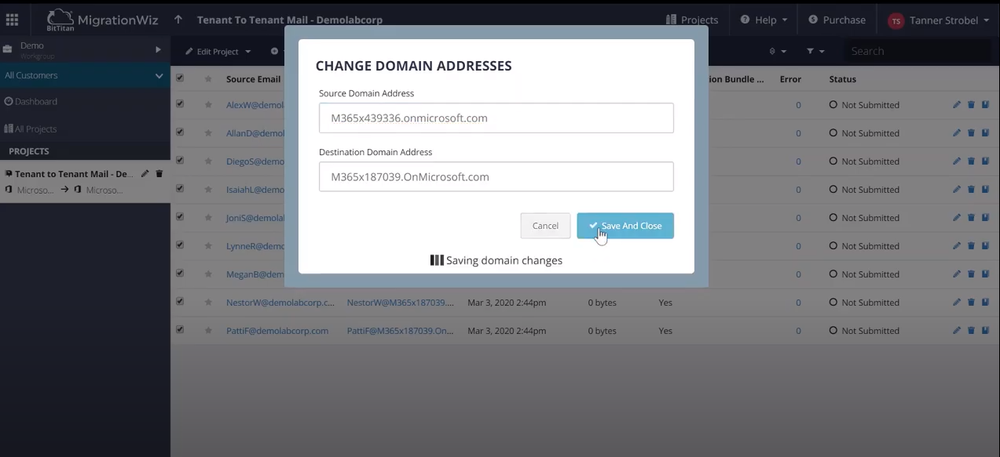 BitTitan
MigrationWiz
Tenant To Tenant Mail - Demolabcorp
Projects
Help
Purchase
TS
Tanner Strobel
Demo
Workgroup
Edit Project
Search
All Customers
Dashboard
All Projects
PROJECTS
Tenant to Tenant Mail - De...
Microso... Microso...
CHANGE DOMAIN ADDRESSES
Source Domain Address
M365x439336.onmicrosoft.com
Destination Domain Address
M365x187039.OnMicrosoft.com
Cancel
Save And Close
Saving domain changes
Source Email ion Bundle ... Error Status
AlexW@demola 0 Not Submitted
AllanD@demol 0 Not Submitted
DiegoS@demo 0 Not Submitted
IsaiahL@demo 0 Not Submitted
JoniS@demolal 0 Not Submitted
LynneR@demo 0 Not Submitted
MeganB@dem 0 Not Submitted
NestorW@demolabcorp.c... NestorW@M365x187039.... Mar 3, 2020 2:44pm 0 bytes Yes 0 Not Submitted
PattiF@demolabcorp.com PattiF@M365x187039.On... Mar 3, 2020 2:44pm 0 bytes Yes 0 Not Submitted